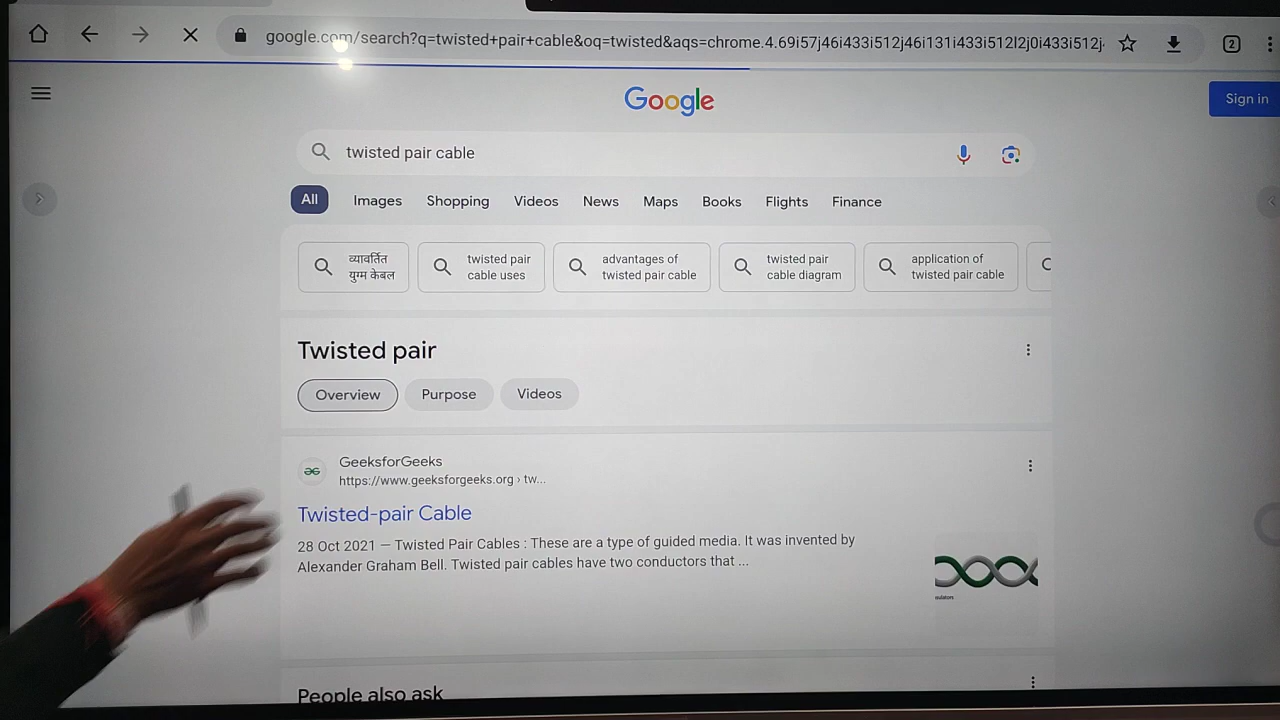 google.com/search?q=twisted+pair+cable&oq=twisted&aqs=chrome.4.69i57j46i433i512j46i131i433i512l2j0i433i512j
2
Google
Sign in
twisted pair cable
All Images Shopping Videos News Maps Books Flights Finance
व्यावर्तित
युग्म केबल
twisted pair
cable uses
advantages of
twisted pair cable
twisted pair
cable diagram
application of
twisted pair cable
Twisted pair
Overview Purpose Videos
GeeksforGeeks
https://www.geeksforgeeks.org › tw...
Twisted-pair Cable
28 Oct 2021 — Twisted Pair Cables : These are a type of guided media. It was invented by
Alexander Graham Bell. Twisted pair cables have two conductors that ...
People also ask